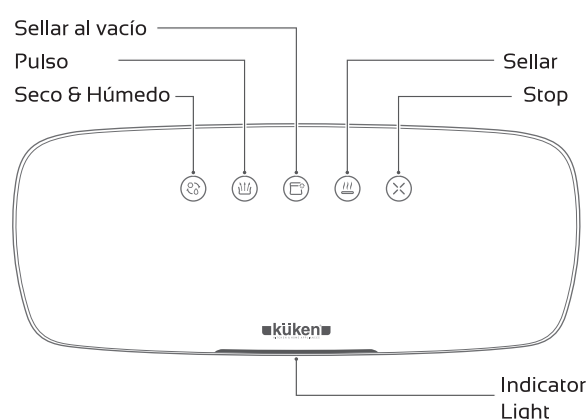 Sellar al vacío
Pulso
Seco & Húmedo
Sellar
Stop
küken
Indicator
Light